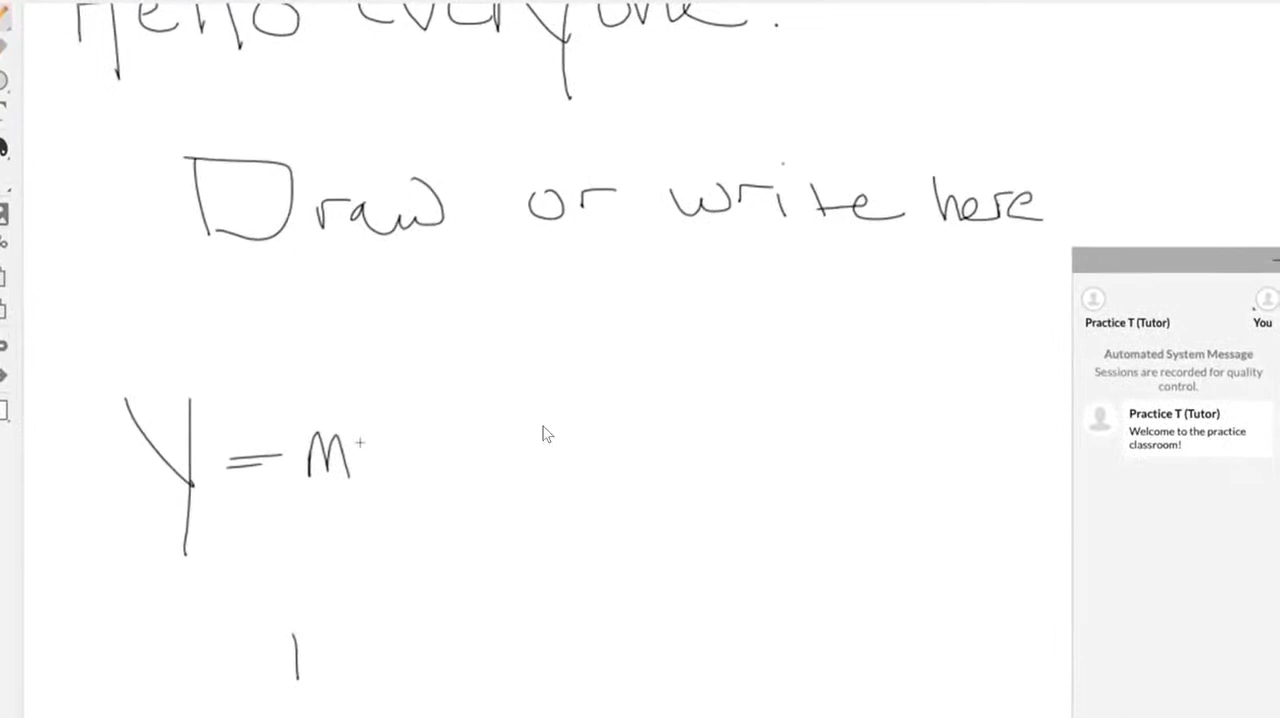 Hello everyone.
Draw or write here
Y = M
Practice T (Tutor)
You
Automated System Message
Sessions are recorded for quality
control.
Practice T (Tutor)
Welcome to the practice
classroom!